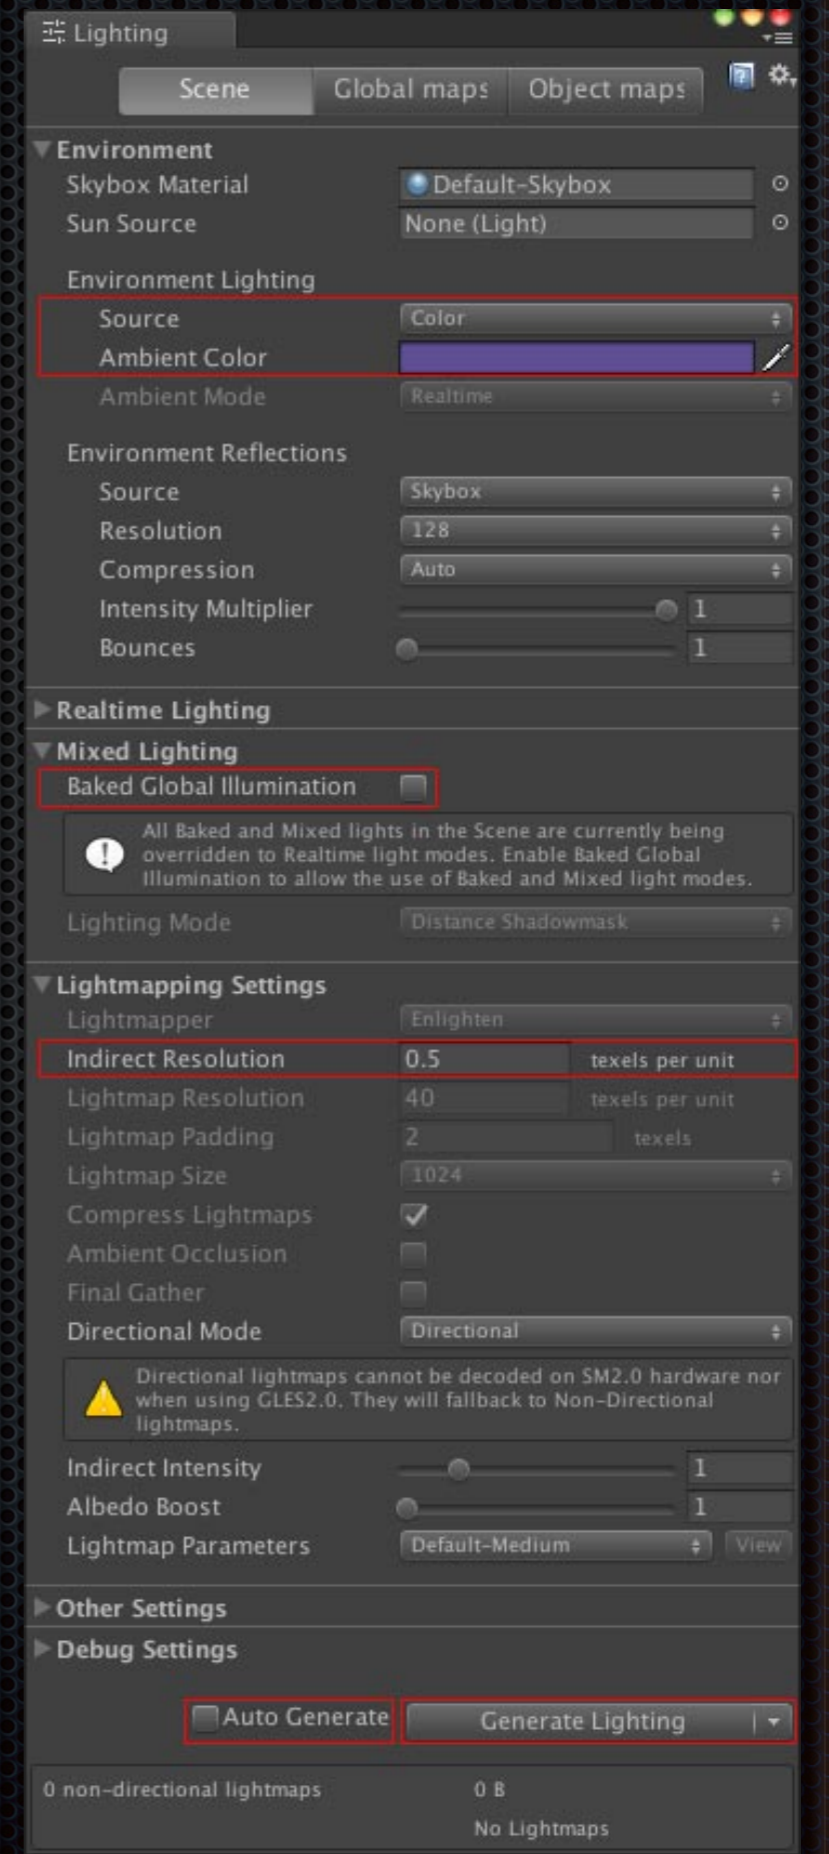 Lighting
Scene Global maps Object maps
Environment
Skybox Material Default-Skybox
Sun Source None (Light)
Environment Lighting
Source Color
Ambient Color
Ambient Mode Realtime
Environment Reflections
Source Skybox
Resolution 128
Compression Auto
Intensity Multiplier 1
Bounces 1
Realtime Lighting
Mixed Lighting
Baked Global Illumination
All Baked and Mixed lights in the Scene are currently being
overridden to Realtime light modes. Enable Baked Global
Illumination to allow the use of Baked and Mixed light modes.
Lighting Mode Distance Shadowmask
Lightmapping Settings
Lightmapper Enlighten
Indirect Resolution 0.5 texels per unit
Lightmap Resolution 40 texels per unit
Lightmap Padding 2 texels
Lightmap Size 1024
Compress Lightmaps
Ambient Occlusion
Final Gather
Directional Mode Directional
Directional lightmaps cannot be decoded on SM2.0 hardware nor
when using GLES2.0. They will fallback to Non-Directional
lightmaps.
Indirect Intensity 1
Albedo Boost 1
Lightmap Parameters Default-Medium View
Other Settings
Debug Settings
Auto Generate Generate Lighting
0 non-directional lightmaps 0 B
No Lightmaps